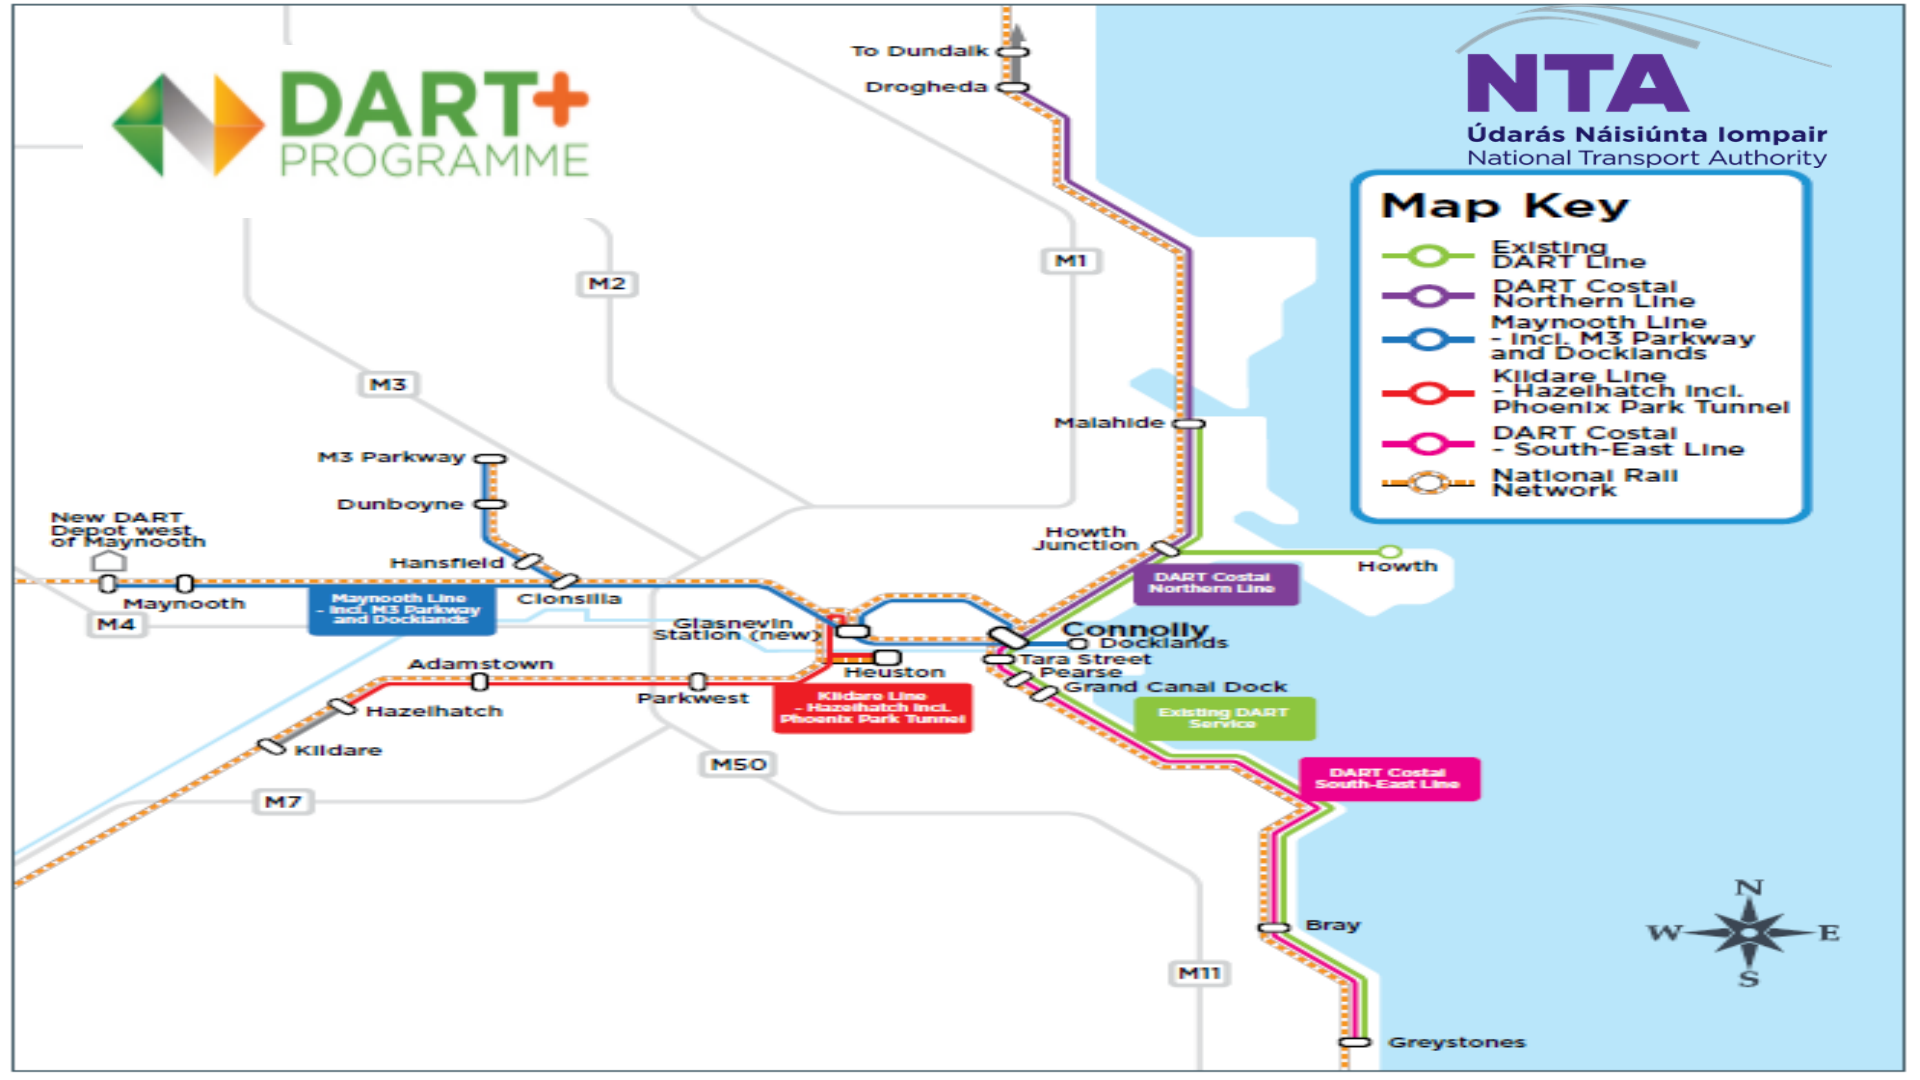 To Dundalk
Drogheda
DART+
PROGRAMME
NTA
Údarás Náisiúnta Iompair
National Transport Authority
Map Key
Existing
DART Line
DART Costal
Northern Line
Maynooth Line
- Incl. M3 Parkway
and Docklands
Kildare Line
- Hazelhatch Incl.
Phoenix Park Tunnel
DART Costal
- South-East Line
National Rail
Network
M1
M2
M3
Malahide
M3 Parkway
Dunboyne
New DART
Depot west
of Maynooth
Hansfield
Howth
Junction
Howth
DART Costal
Northern Line
Maynooth
Maynooth Line
- Incl. M3 Parkway
and Docklands
Clonsilla
M4
Glasnevin
Station (new)
Connolly
Docklands
Tara Street
Pearse
Grand Canal Dock
Heuston
Adamstown
Parkwest
Hazelhatch
Kildare
Kildare Line
- Hazelhatch Incl.
Phoenix Park Tunnel
Existing DART
Service
M50
M7
DART Costal
South-East Line
Bray
M11
Greystones
N
W
E
S